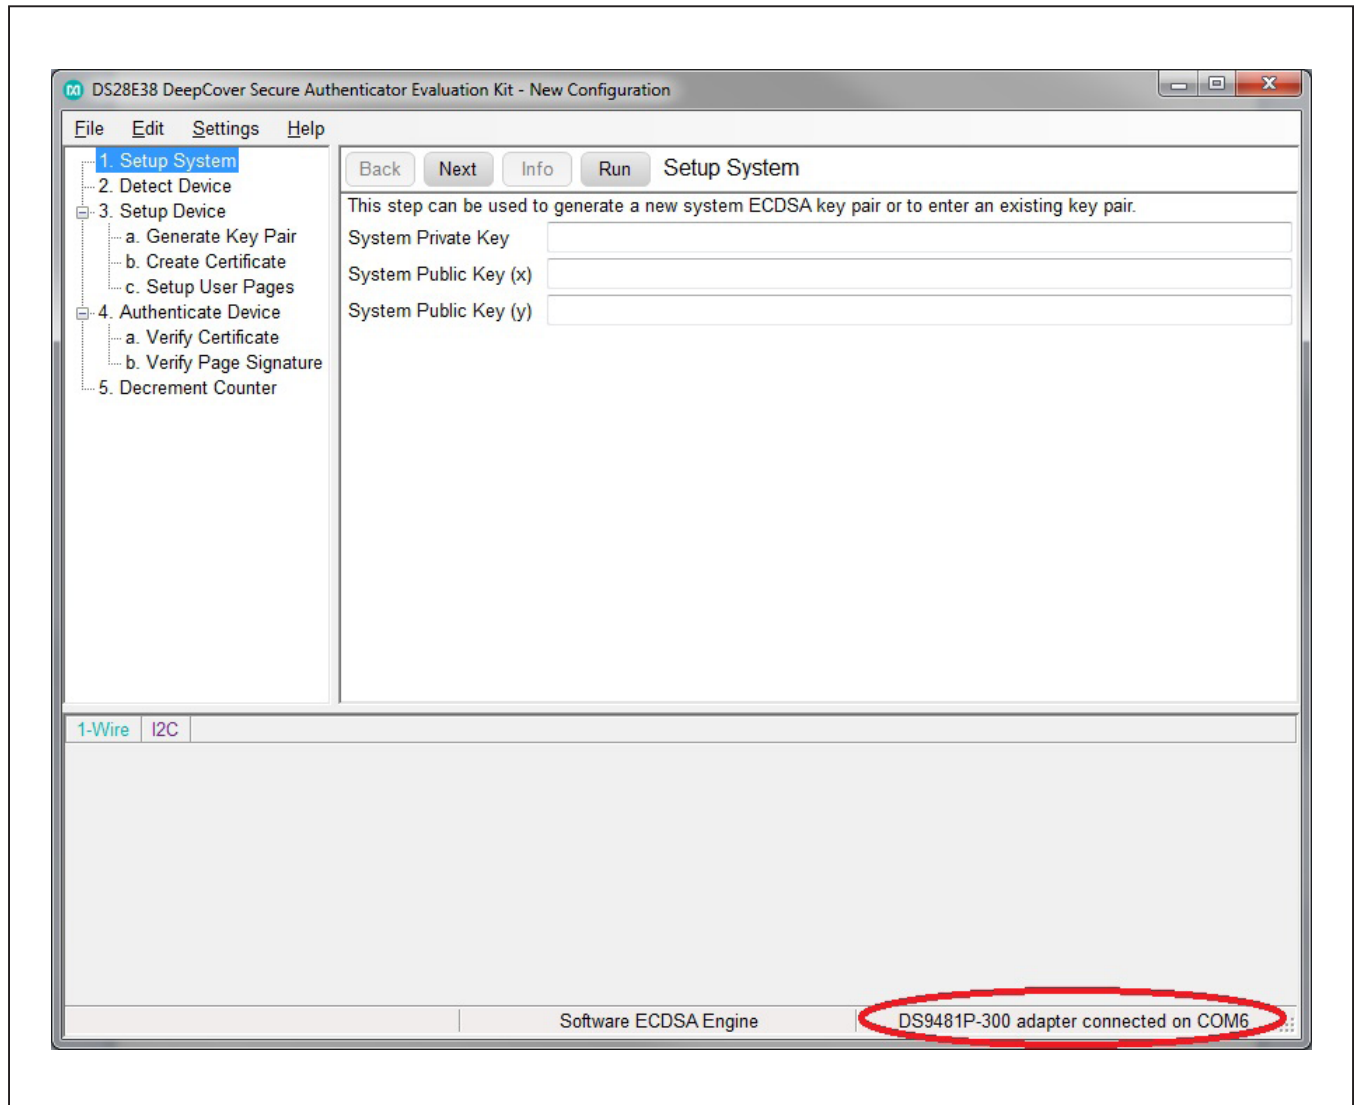 DS28E38 DeepCover Secure Authenticator Evaluation Kit - New Configuration
File Edit Settings Help
1. Setup System
2. Detect Device
3. Setup Device
a. Generate Key Pair
b. Create Certificate
c. Setup User Pages
4. Authenticate Device
a. Verify Certificate
b. Verify Page Signature
5. Decrement Counter
Back Next Info Run Setup System
This step can be used to generate a new system ECDSA key pair or to enter an existing key pair.
System Private Key
System Public Key (x)
System Public Key (y)
1-Wire I2C
Software ECDSA Engine DS9481P-300 adapter connected on COM6